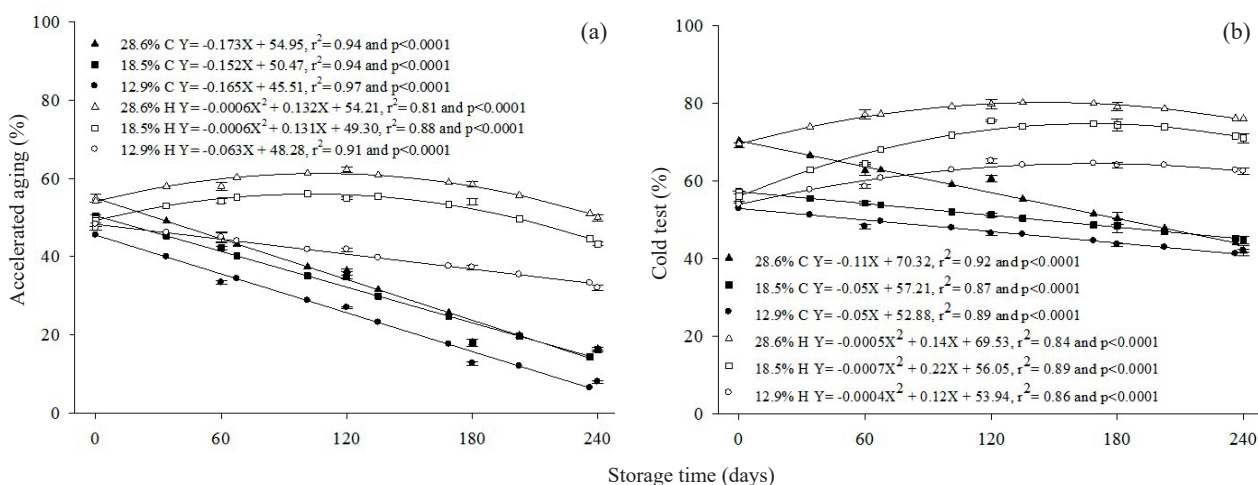 (a)
Accelerated aging (%)
100
80
60
40
20
0
28.6% C Y= -0.173X + 54.95, r²= 0.94 and p<0.0001
18.5% C Y= -0.152X + 50.47, r²= 0.94 and p<0.0001
12.9% C Y= -0.165X + 45.51, r²= 0.97 and p<0.0001
28.6% H Y= -0.0006X² + 0.132X + 54.21, r²= 0.81 and p<0.0001
18.5% H Y= -0.0006X² + 0.131X + 49.30, r²= 0.88 and p<0.0001
12.9% H Y= -0.063X + 48.28, r²= 0.91 and p<0.0001
0 60 120 180 240
(b)
Cold test (%)
100
80
60
40
20
0
28.6% C Y= -0.11X + 70.32, r²= 0.92 and p<0.0001
18.5% C Y= -0.05X + 57.21, r²= 0.87 and p<0.0001
12.9% C Y= -0.05X + 52.88, r²= 0.89 and p<0.0001
28.6% H Y= -0.0005X² + 0.14X + 69.53, r²= 0.84 and p<0.0001
18.5% H Y= -0.0007X² + 0.22X + 56.05, r²= 0.89 and p<0.0001
12.9% H Y= -0.0004X² + 0.12X + 53.94, r²= 0.86 and p<0.0001
0 60 120 180 240
Storage time (days)